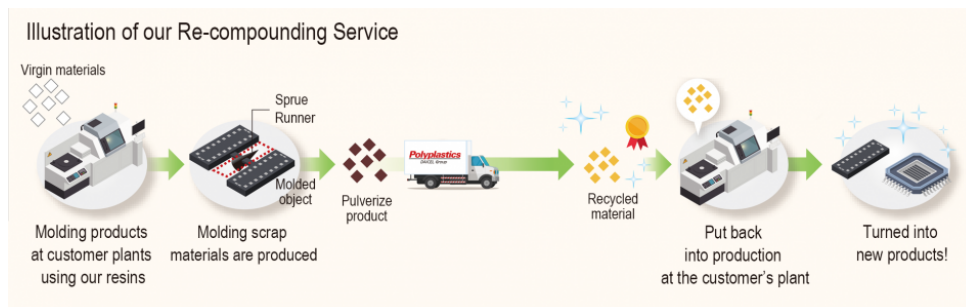 Illustration of our Re-compounding Service
Virgin materials
Sprue
Runner
Molded
object
Pulverize
product
Polyplastics
DAICEL Group
Recycled
material
Molding products
at customer plants
using our resins
Molding scrap
materials are produced
Put back
into production
at the customer's plant
Turned into
new products!